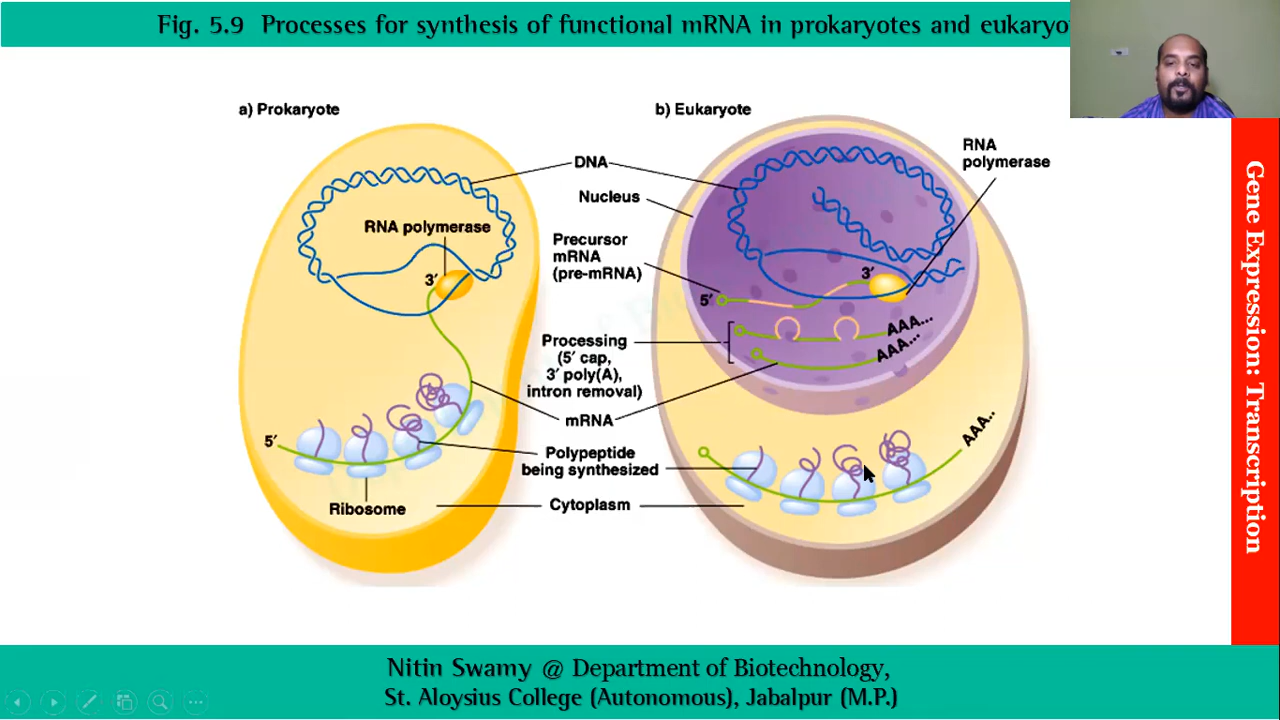 Fig. 5.9 Processes for synthesis of functional mRNA in prokaryotes and eukaryo
a) Prokaryote
b) Eukaryote
RNA
polymerase
DNA
Nucleus
RNA polymerase
Precursor
mRNA
(pre-mRNA)
3′
3′
5′
AAA...
AAA...
Processing
(5′ cap,
3′ poly(A),
intron removal)
mRNA
AAA..
5′
Polypeptide
being synthesized
Ribosome
Cytoplasm
Gene Expression: Transcription
Nitin Swamy @ Department of Biotechnology,
St. Aloysius College (Autonomous), Jabalpur (M.P.)